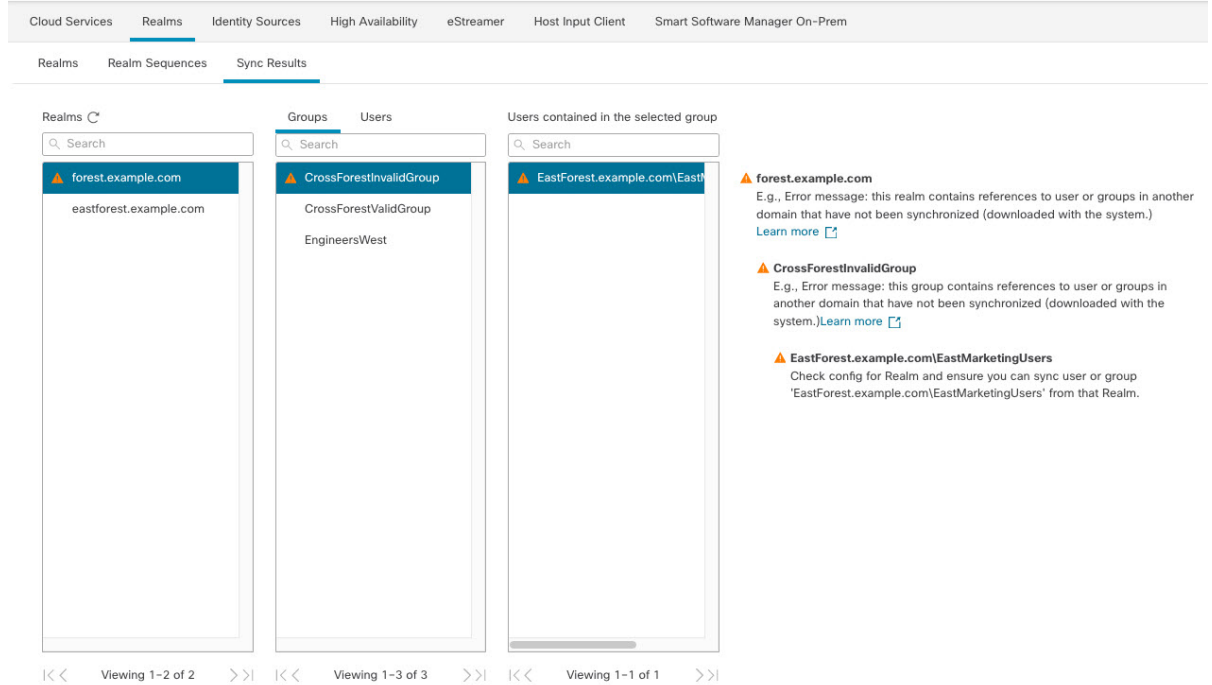 Cloud Services Realms Identity Sources High Availability eStreamer Host Input Client Smart Software Manager On-Prem
Realms Realm Sequences Sync Results
Realms
Search
forest.example.com
eastforest.example.com
Viewing 1-2 of 2
Groups Users
Search
CrossForestInvalidGroup
CrossForestValidGroup
EngineersWest
Viewing 1-3 of 3
Users contained in the selected group
Search
EastForest.example.com\East
Viewing 1-1 of 1
forest.example.com
E.g., Error message: this realm contains references to user or groups in another
domain that have not been synchronized (downloaded with the system.)
Learn more
CrossForestInvalidGroup
E.g., Error message: this group contains references to user or groups in
another domain that have not been synchronized (downloaded with the
system.)Learn more
EastForest.example.com\EastMarketingUsers
Check config for Realm and ensure you can sync user or group
'EastForest.example.com\EastMarketingUsers' from that Realm.